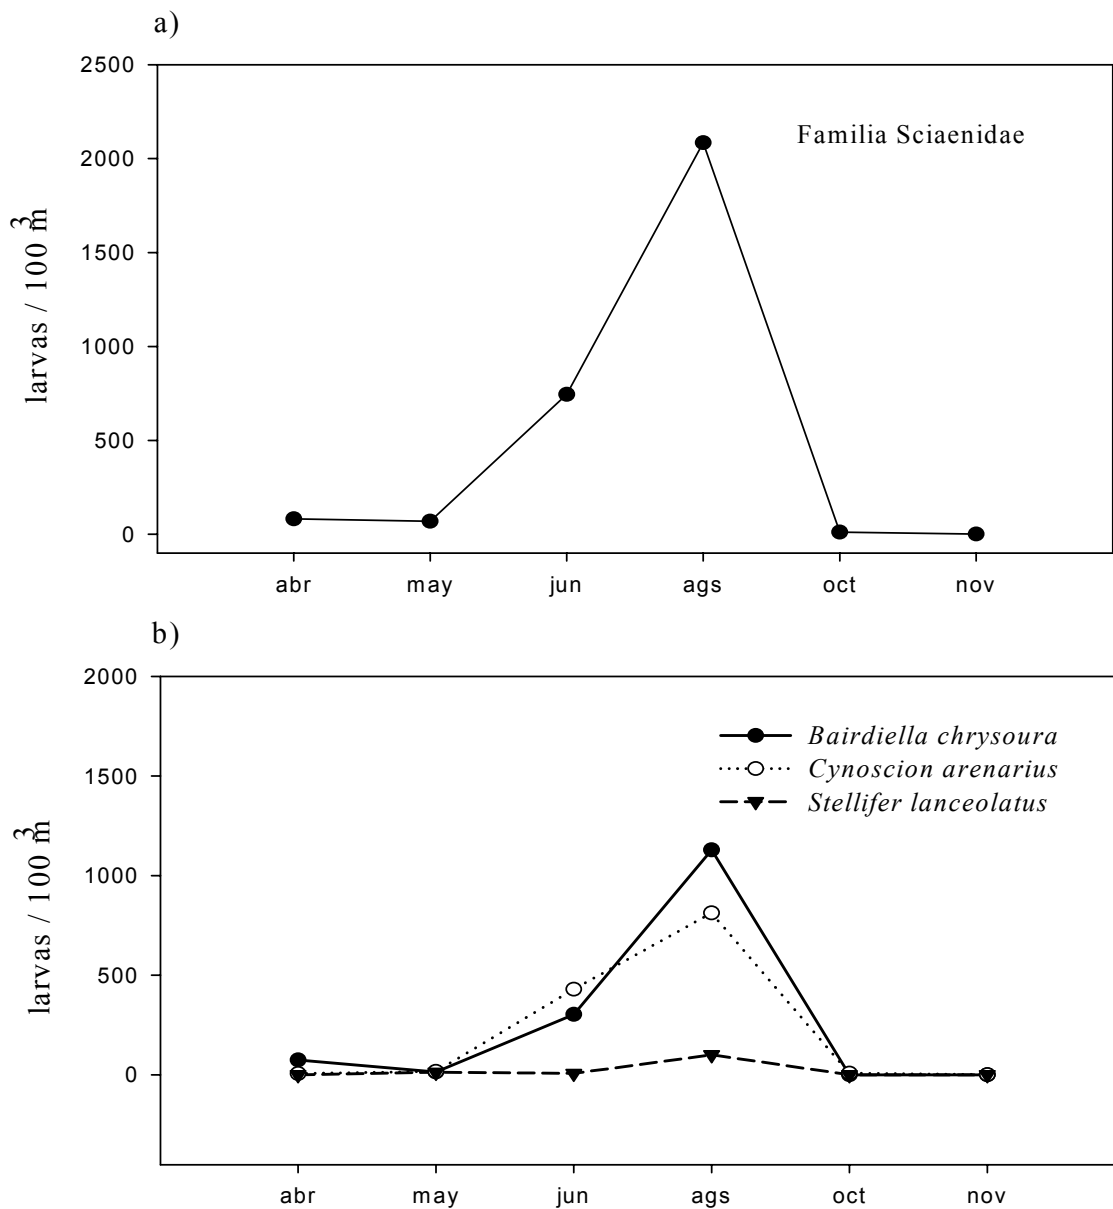 a)
2500
Familia Sciaenidae
2000
1500
1000
500
0
larvas / 100 m3
abr may jun ags oct nov
b)
2000
Bairdiella chrysoura
Cynoscion arenarius
Stellifer lanceolatus
1500
1000
500
0
larvas / 100 m3
abr may jun ags oct nov